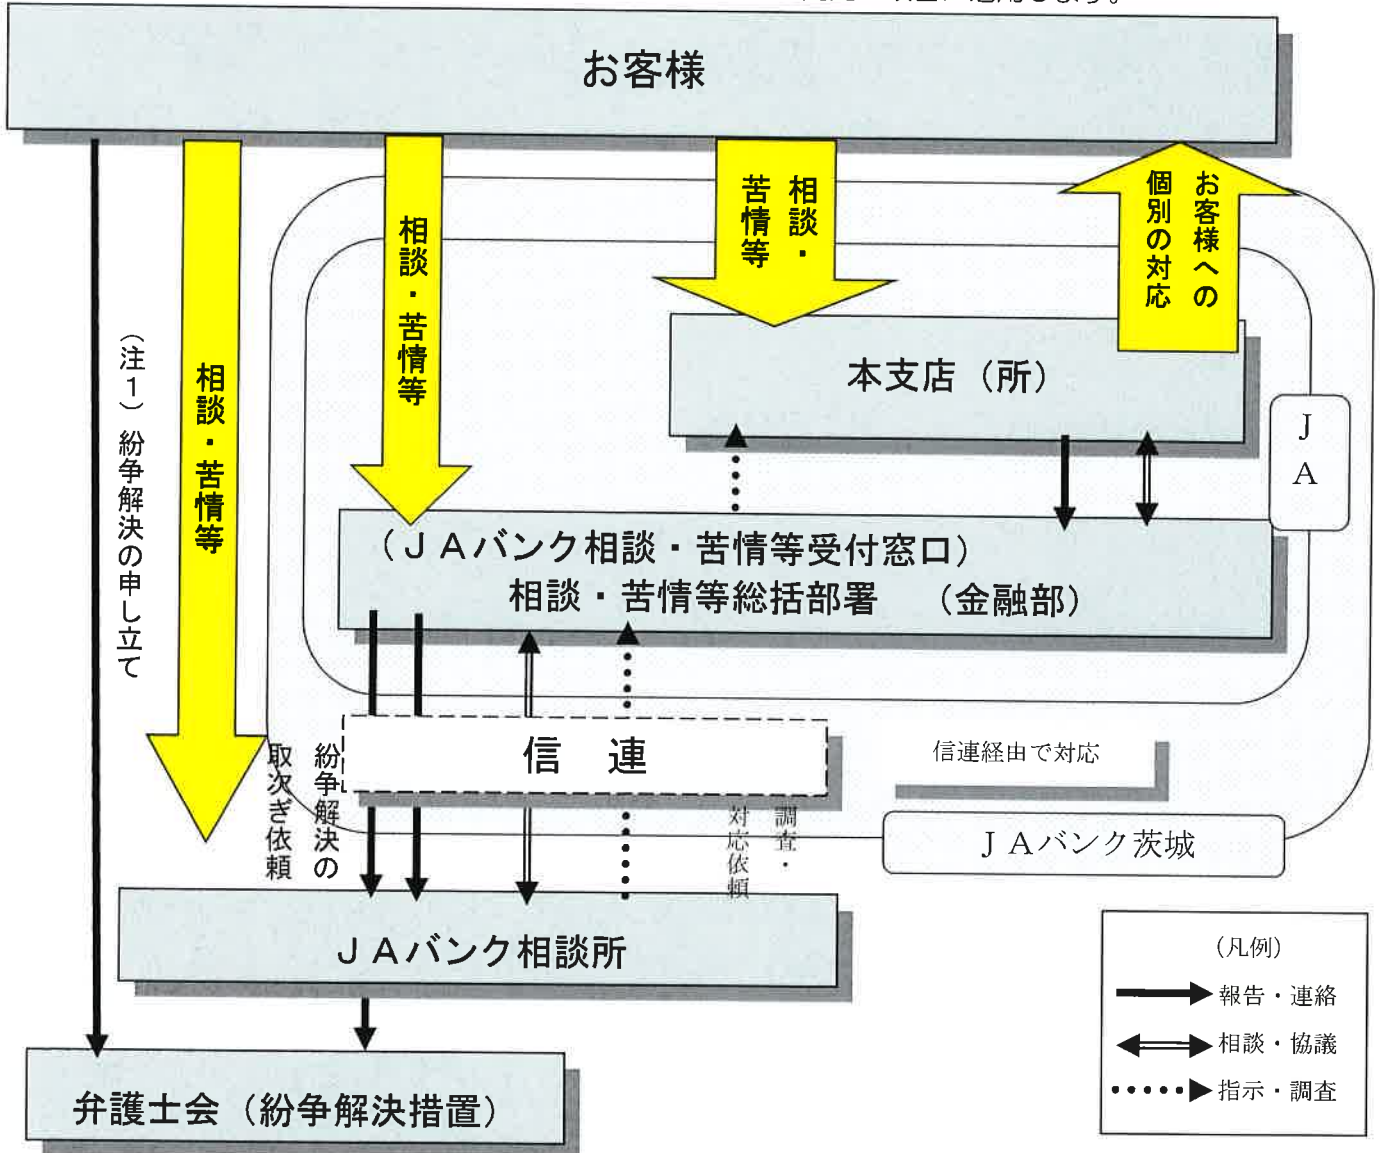 お客様
(注1)紛争解決の申し立て
相談・苦情等
相談・苦情等
相談・
苦情等
お客様への
個別の対応
本支店(所)
JA
(JAバンク相談・苦情等受付窓口)
相談・苦情等総括部署 (金融部)
信連
信連経由で対応
紛争解決の
取次ぎ依頼
調査・
対応依頼
JAバンク茨城
JAバンク相談所
弁護士会(紛争解決措置)
(凡例)
報告・連絡
相談・協議
指示・調査